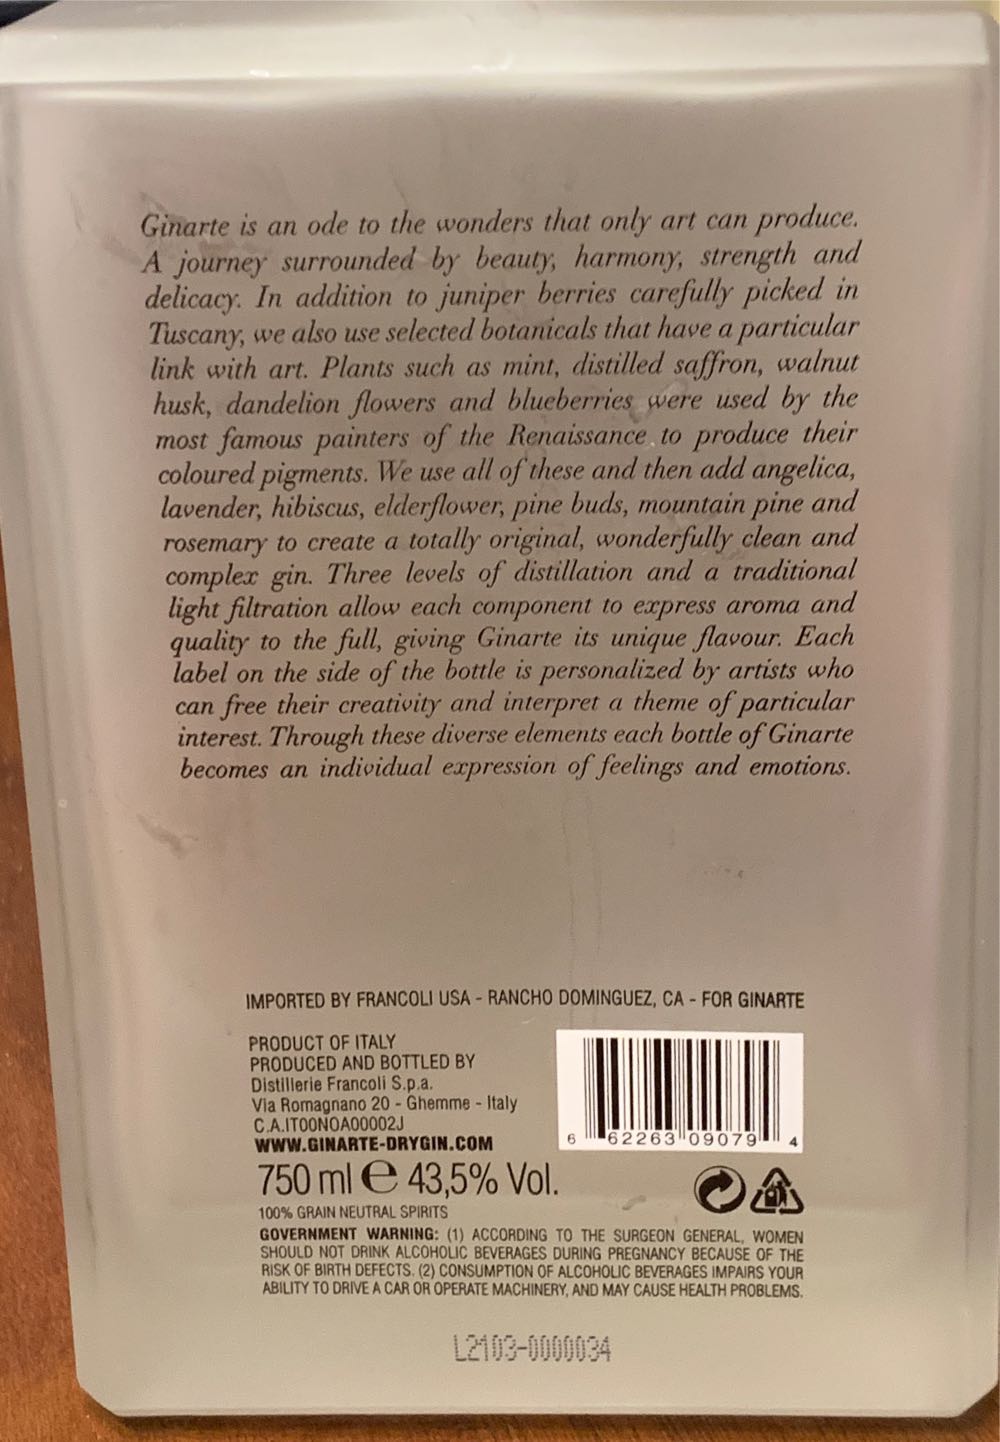 Ginarte is an ode to the wonders that only art can produce.
A journey surrounded by beauty, harmony, strength and
delicacy. In addition to juniper berries carefully picked in
Tuscany, we also use selected botanicals that have a particular
link with art. Plants such as mint, distilled saffron, walnut
husk, dandelion flowers and blueberries were used by the
most famous painters of the Renaissance to produce their
coloured pigments. We use all of these and then add angelica,
lavender, hibiscus, elderflower, pine buds, mountain pine and
rosemary to create a totally original, wonderfully clean and
complex gin. Three levels of distillation and a traditional
light filtration allow each component to express aroma and
quality to the full, giving Ginarte its unique flavour. Each
label on the side of the bottle is personalized by artists who
can free their creativity and interpret a theme of particular
interest. Through these diverse elements each bottle of Ginarte
becomes an individual expression of feelings and emotions.
IMPORTED BY FRANCOLI USA - RANCHO DOMINGUEZ, CA - FOR GINARTE
PRODUCT OF ITALY
PRODUCED AND BOTTLED BY
Distillerie Francoli S.p.a.
Via Romagnano 20 - Ghemme - Italy
C.A.IT00NOA00002J
WWW.GINARTE-DRYGIN.COM
6 62263 09079 4
750 ml e 43,5% Vol.
100% GRAIN NEUTRAL SPIRITS
GOVERNMENT WARNING: (1) ACCORDING TO THE SURGEON GENERAL, WOMEN
SHOULD NOT DRINK ALCOHOLIC BEVERAGES DURING PREGNANCY BECAUSE OF THE
RISK OF BIRTH DEFECTS. (2) CONSUMPTION OF ALCOHOLIC BEVERAGES IMPAIRS YOUR
ABILITY TO DRIVE A CAR OR OPERATE MACHINERY, AND MAY CAUSE HEALTH PROBLEMS.
L2103-0000034